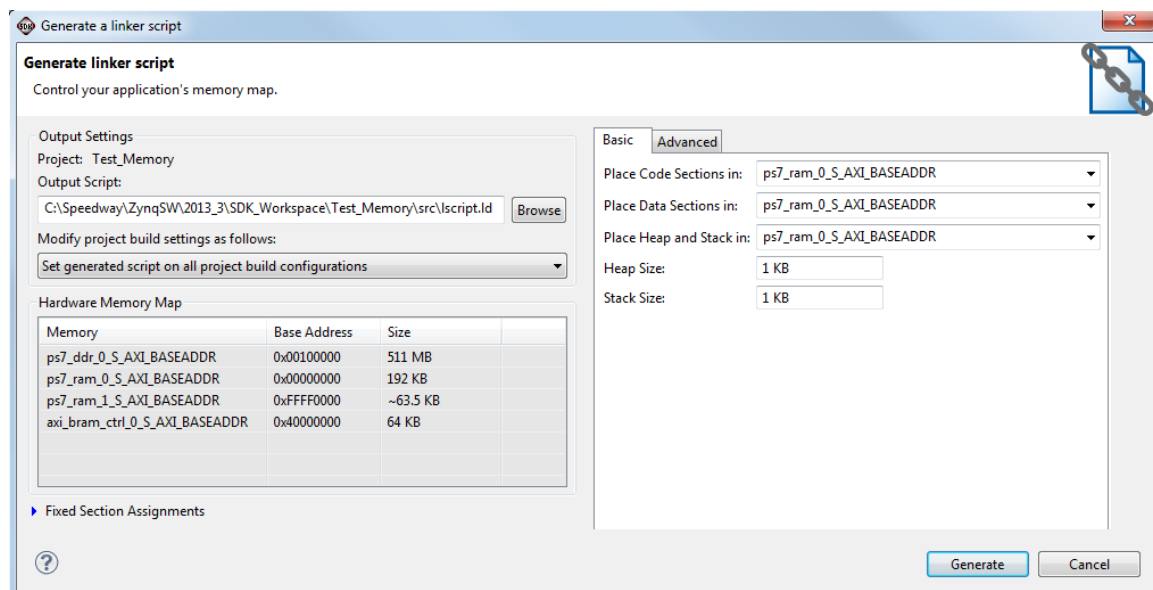 SDK Generate a linker script
Generate linker script
Control your application's memory map.
Output Settings
Project: Test_Memory
Output Script:
C:\Speedway\ZynqSW\2013_3\SDK_Workspace\Test_Memory\src\lscript.ld Browse
Modify project build settings as follows:
Set generated script on all project build configurations
Hardware Memory Map
Memory Base Address Size
ps7_ddr_0_S_AXI_BASEADDR 0x00100000 511 MB
ps7_ram_0_S_AXI_BASEADDR 0x00000000 192 KB
ps7_ram_1_S_AXI_BASEADDR 0xFFFF0000 ~63.5 KB
axi_bram_ctrl_0_S_AXI_BASEADDR 0x40000000 64 KB
Fixed Section Assignments
Basic Advanced
Place Code Sections in: ps7_ram_0_S_AXI_BASEADDR
Place Data Sections in: ps7_ram_0_S_AXI_BASEADDR
Place Heap and Stack in: ps7_ram_0_S_AXI_BASEADDR
Heap Size: 1 KB
Stack Size: 1 KB
? Generate Cancel